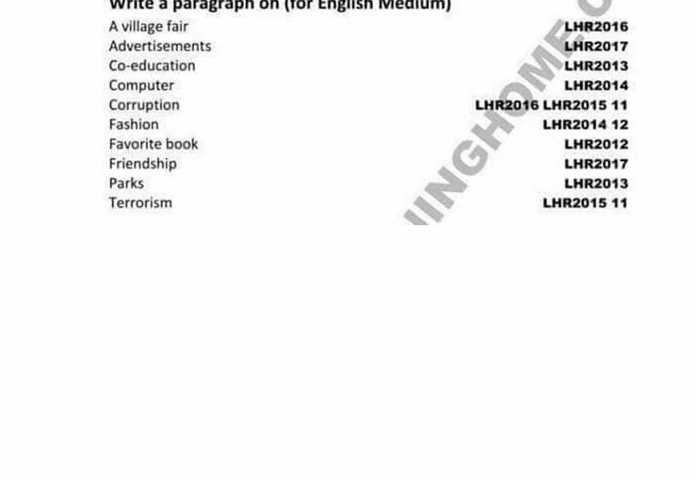 Write a paragraph on (for English Medium)
A village fair LHR2016
Advertisements LHR2017
Co-education LHR2013
Computer LHR2014
Corruption LHR2016 LHR2015 11
Fashion LHR2014 12
Favorite book LHR2012
Friendship LHR2017
Parks LHR2013
Terrorism LHR2015 11